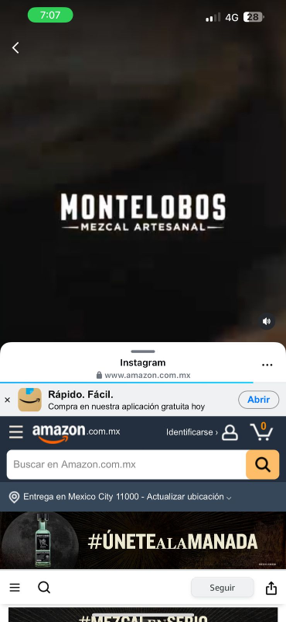 7:07
4G 28
MONTELOBOS
MEZCAL ARTESANAL
Instagram
www.amazon.com.mx
Rápido. Fácil.
Compra en nuestra aplicación gratuita hoy
Abrir
amazon.com.mx
Identificarse ›
0
Buscar en Amazon.com.mx
Entrega en Mexico City 11000 - Actualizar ubicación
#ÚNETEALAMANADA
Seguir
#MEZCALENSERIO